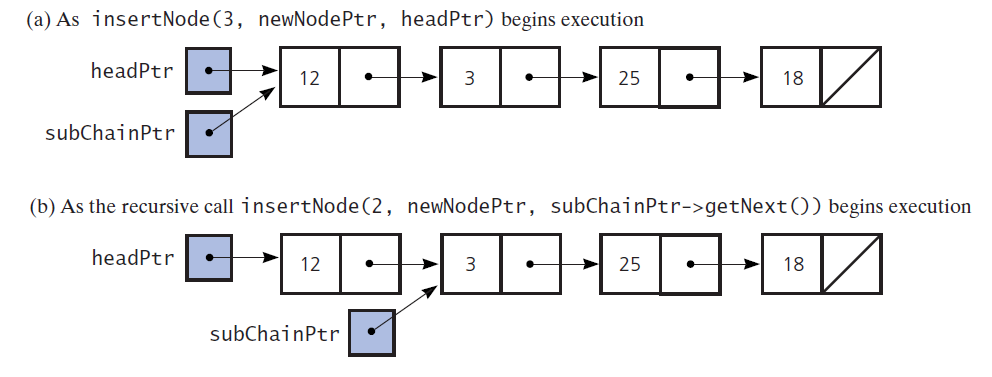 (a) As insertNode(3, newNodePtr, headPtr) begins execution
headPtr
12 3 25 18
subChainPtr
(b) As the recursive call insertNode(2, newNodePtr, subChainPtr->getNext()) begins execution
headPtr
12 3 25 18
subChainPtr